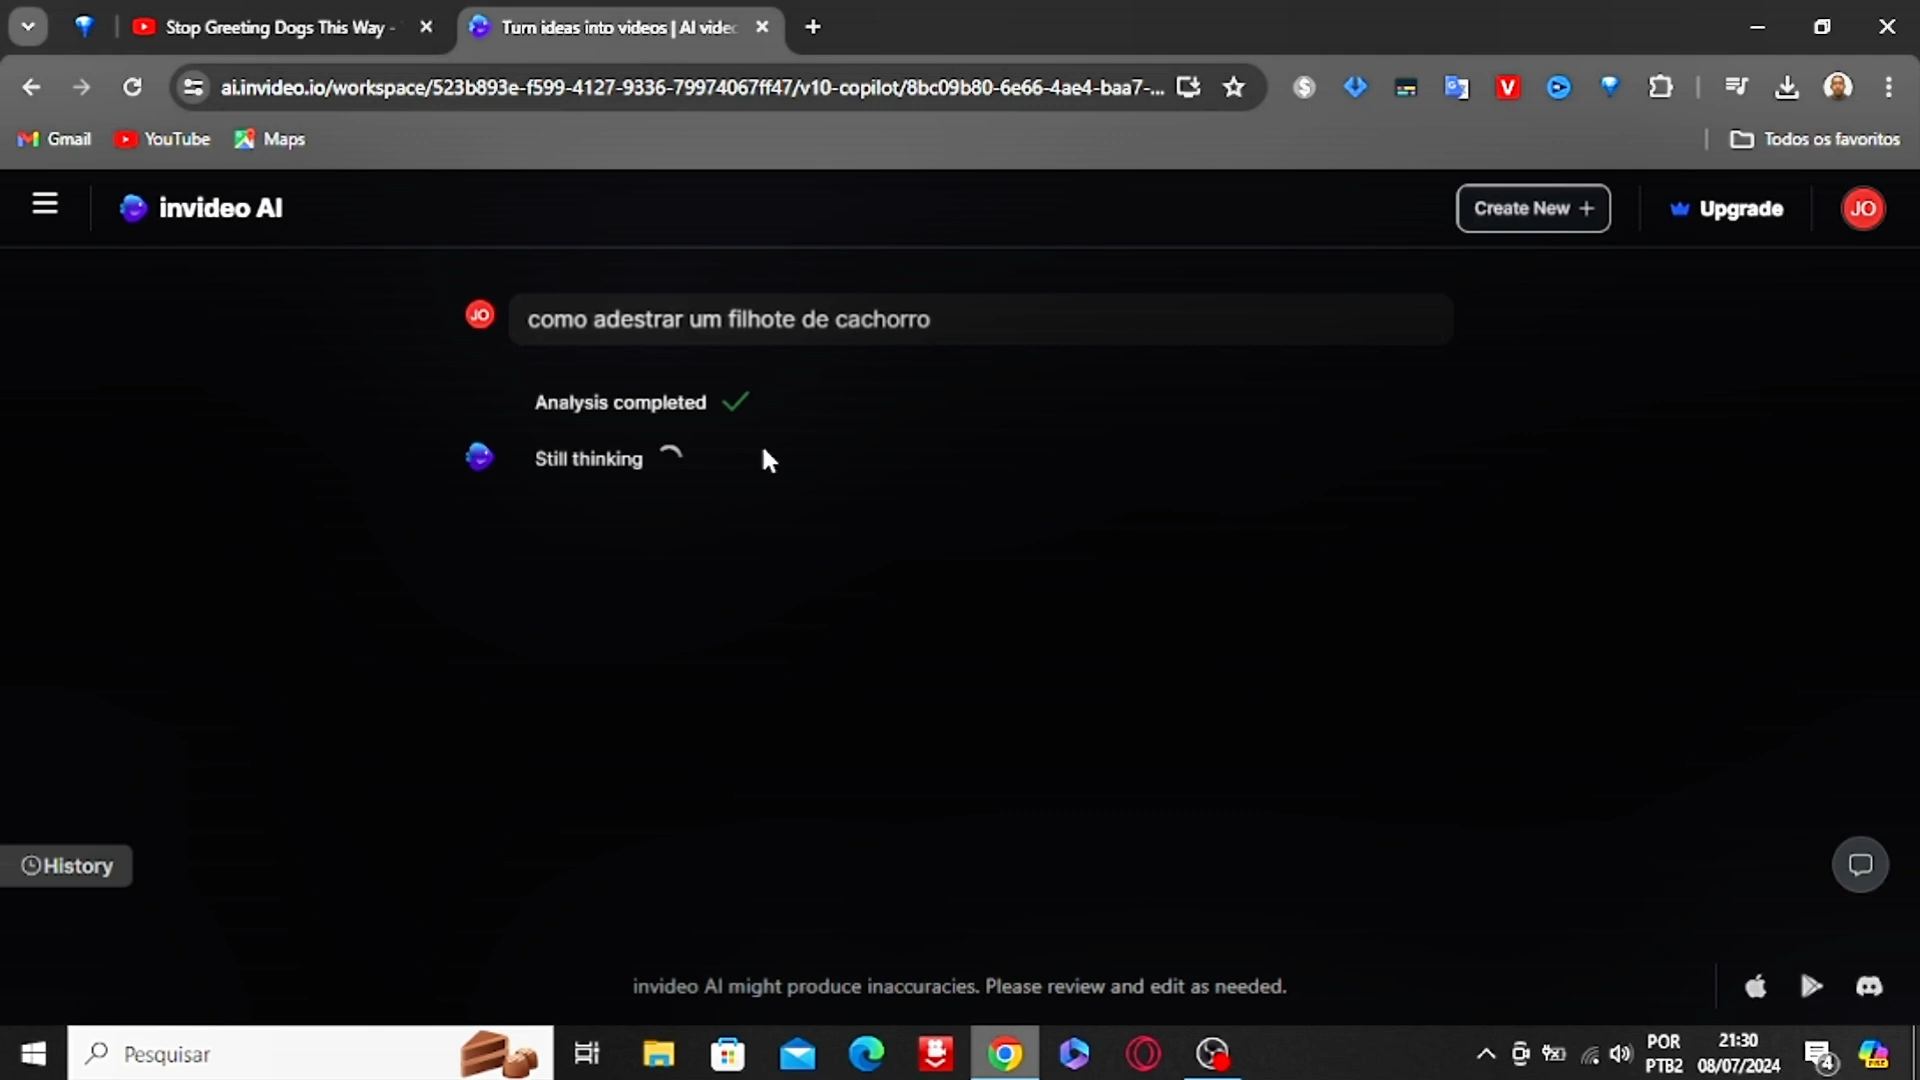 Stop Greeting Dogs This Way -
Turn ideas into videos | AI vide
ai.invideo.io/workspace/523b893e-f599-4127-9336-79974067ff47/v10-copilot/8bc09b80-6e66-4ae4-baa7-...
Gmail
YouTube
Maps
Todos os favoritos
invideo AI
Create New +
Upgrade
JO
JO
como adestrar um filhote de cachorro
Analysis completed
Still thinking
History
invideo AI might produce inaccuracies. Please review and edit as needed.
Pesquisar
POR
PTB2
21:30
08/07/2024
4